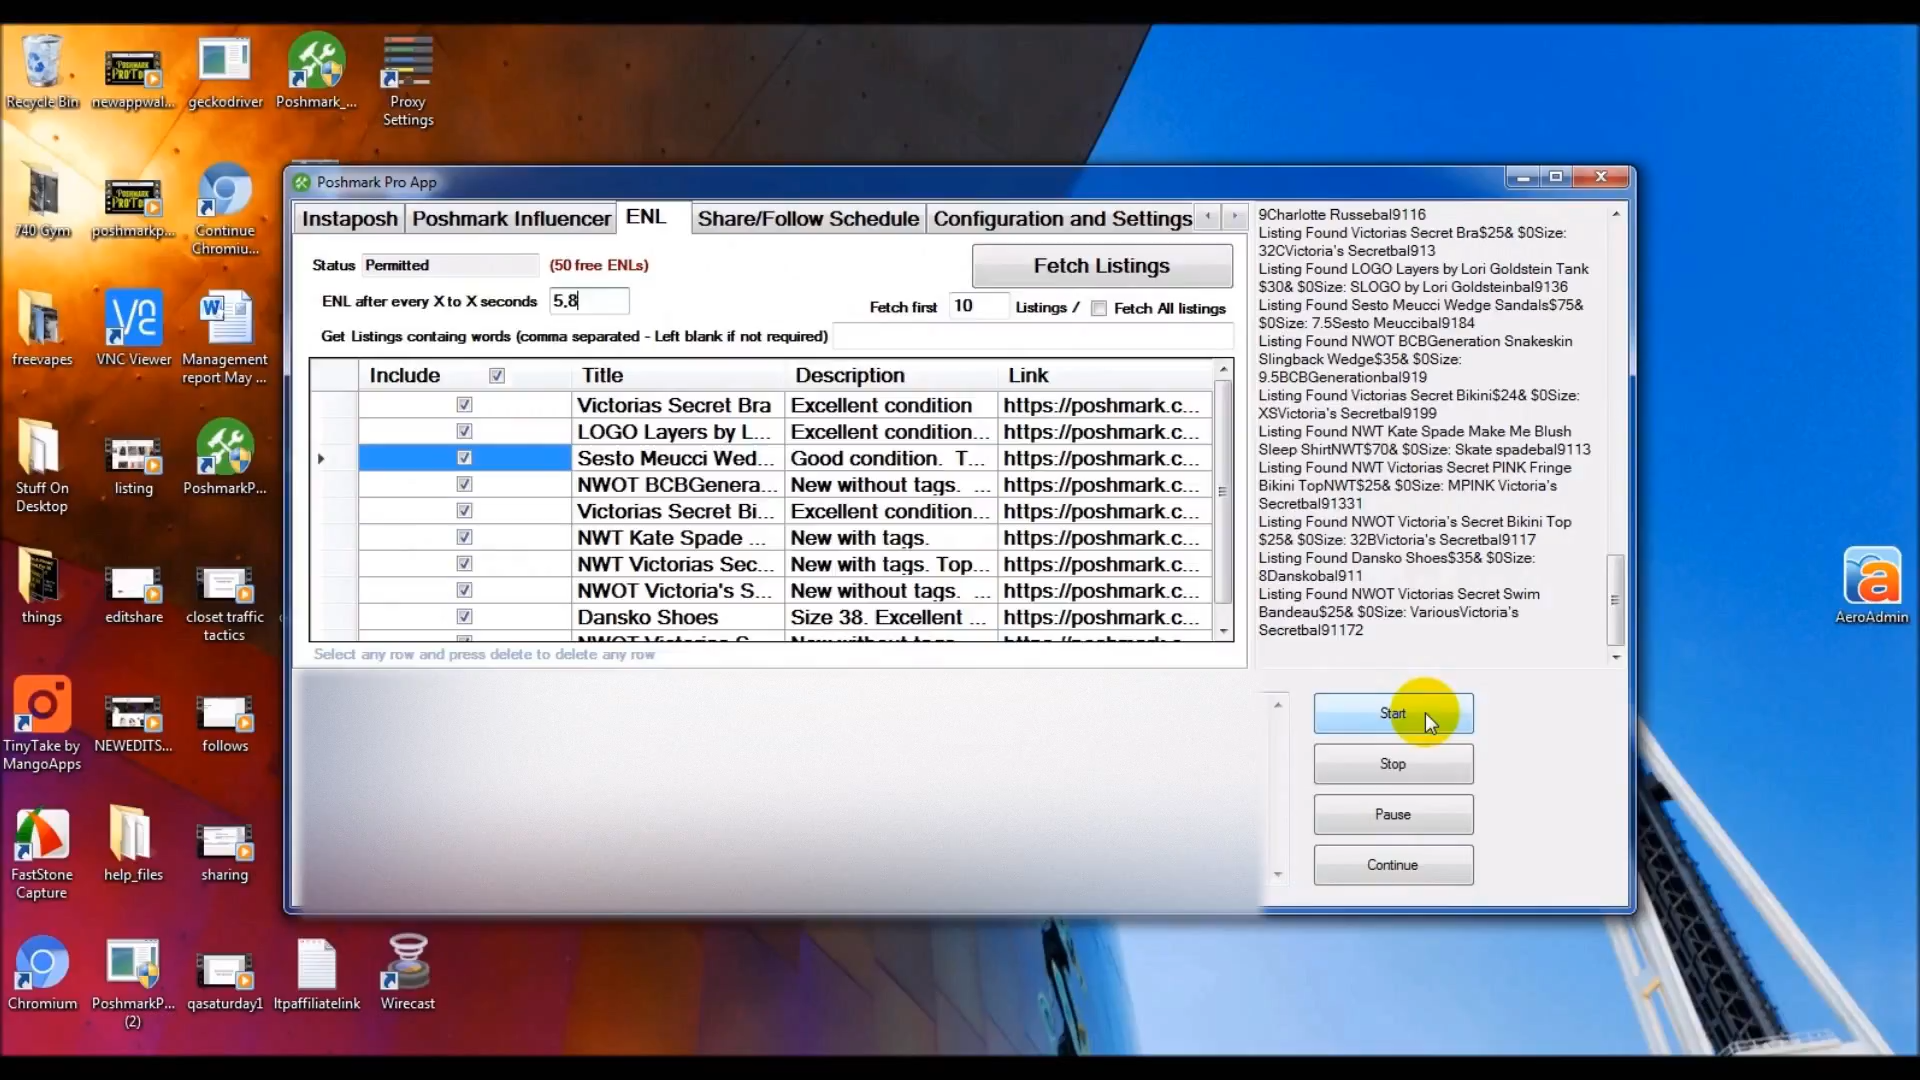 Recycle Bin
newappwal...
geckodriver
Poshmark_...
Proxy
Settings
740 Gym
poshmarkp...
Continue
Chromiu...
freevapes
VNC Viewer
Management
report May ...
Stuff On
Desktop
listing
PoshmarkP...
things
editshare
closet traffic
tactics
TinyTake by
MangoApps
NEWEDITS...
follows
FastStone
Capture
help_files
sharing
Chromium
PoshmarkP...
(2)
qasaturday1
ltpaffiliatelink
Wirecast
AeroAdmin
Poshmark Pro App
Instaposh
Poshmark Influencer
ENL
Share/Follow Schedule
Configuration and Settings
Status
Permitted
(50 free ENLs)
Fetch Listings
ENL after every X to X seconds
5,8
Fetch first
10
Listings /
Fetch All listings
Get Listings containg words (comma separated - Left blank if not required)
Include Title Description Link
Victorias Secret Bra Excellent condition https://poshmark.c...
LOGO Layers by L... Excellent condition... https://poshmark.c...
Sesto Meucci Wed... Good condition. T... https://poshmark.c...
NWOT BCBGenera... New without tags. ... https://poshmark.c...
Victorias Secret Bi... Excellent condition... https://poshmark.c...
NWT Kate Spade ... New with tags. https://poshmark.c...
NWT Victorias Sec... New with tags. Top... https://poshmark.c...
NWOT Victoria's S... New without tags. ... https://poshmark.c...
Dansko Shoes Size 38. Excellent ... https://poshmark.c...
NWOT Victorias S... New without tags. ... https://poshmark.c...
Select any row and press delete to delete any row
9Charlotte Russebal9116
Listing Found Victorias Secret Bra$25& $0Size:
32CVictoria's Secretbal913
Listing Found LOGO Layers by Lori Goldstein Tank
$30& $0Size: SLOGO by Lori Goldsteinbal9136
Listing Found Sesto Meucci Wedge Sandals$75&
$0Size: 7.5Sesto Meuccibal9184
Listing Found NWOT BCBGeneration Snakeskin
Slingback Wedge$35& $0Size:
9.5BCBGenerationbal919
Listing Found Victorias Secret Bikini$24& $0Size:
XSVictoria's Secretbal9199
Listing Found NWT Kate Spade Make Me Blush
Sleep ShirtNWT$70& $0Size: Skate spadebal9113
Listing Found NWT Victorias Secret PINK Fringe
Bikini TopNWT$25& $0Size: MPINK Victoria's
Secretbal91331
Listing Found NWOT Victoria's Secret Bikini Top
$25& $0Size: 32BVictoria's Secretbal9117
Listing Found Dansko Shoes$35& $0Size:
8Danskobal911
Listing Found NWOT Victorias Secret Swim
Bandeau$25& $0Size: VariousVictoria's
Secretbal91172
Start
Stop
Pause
Continue